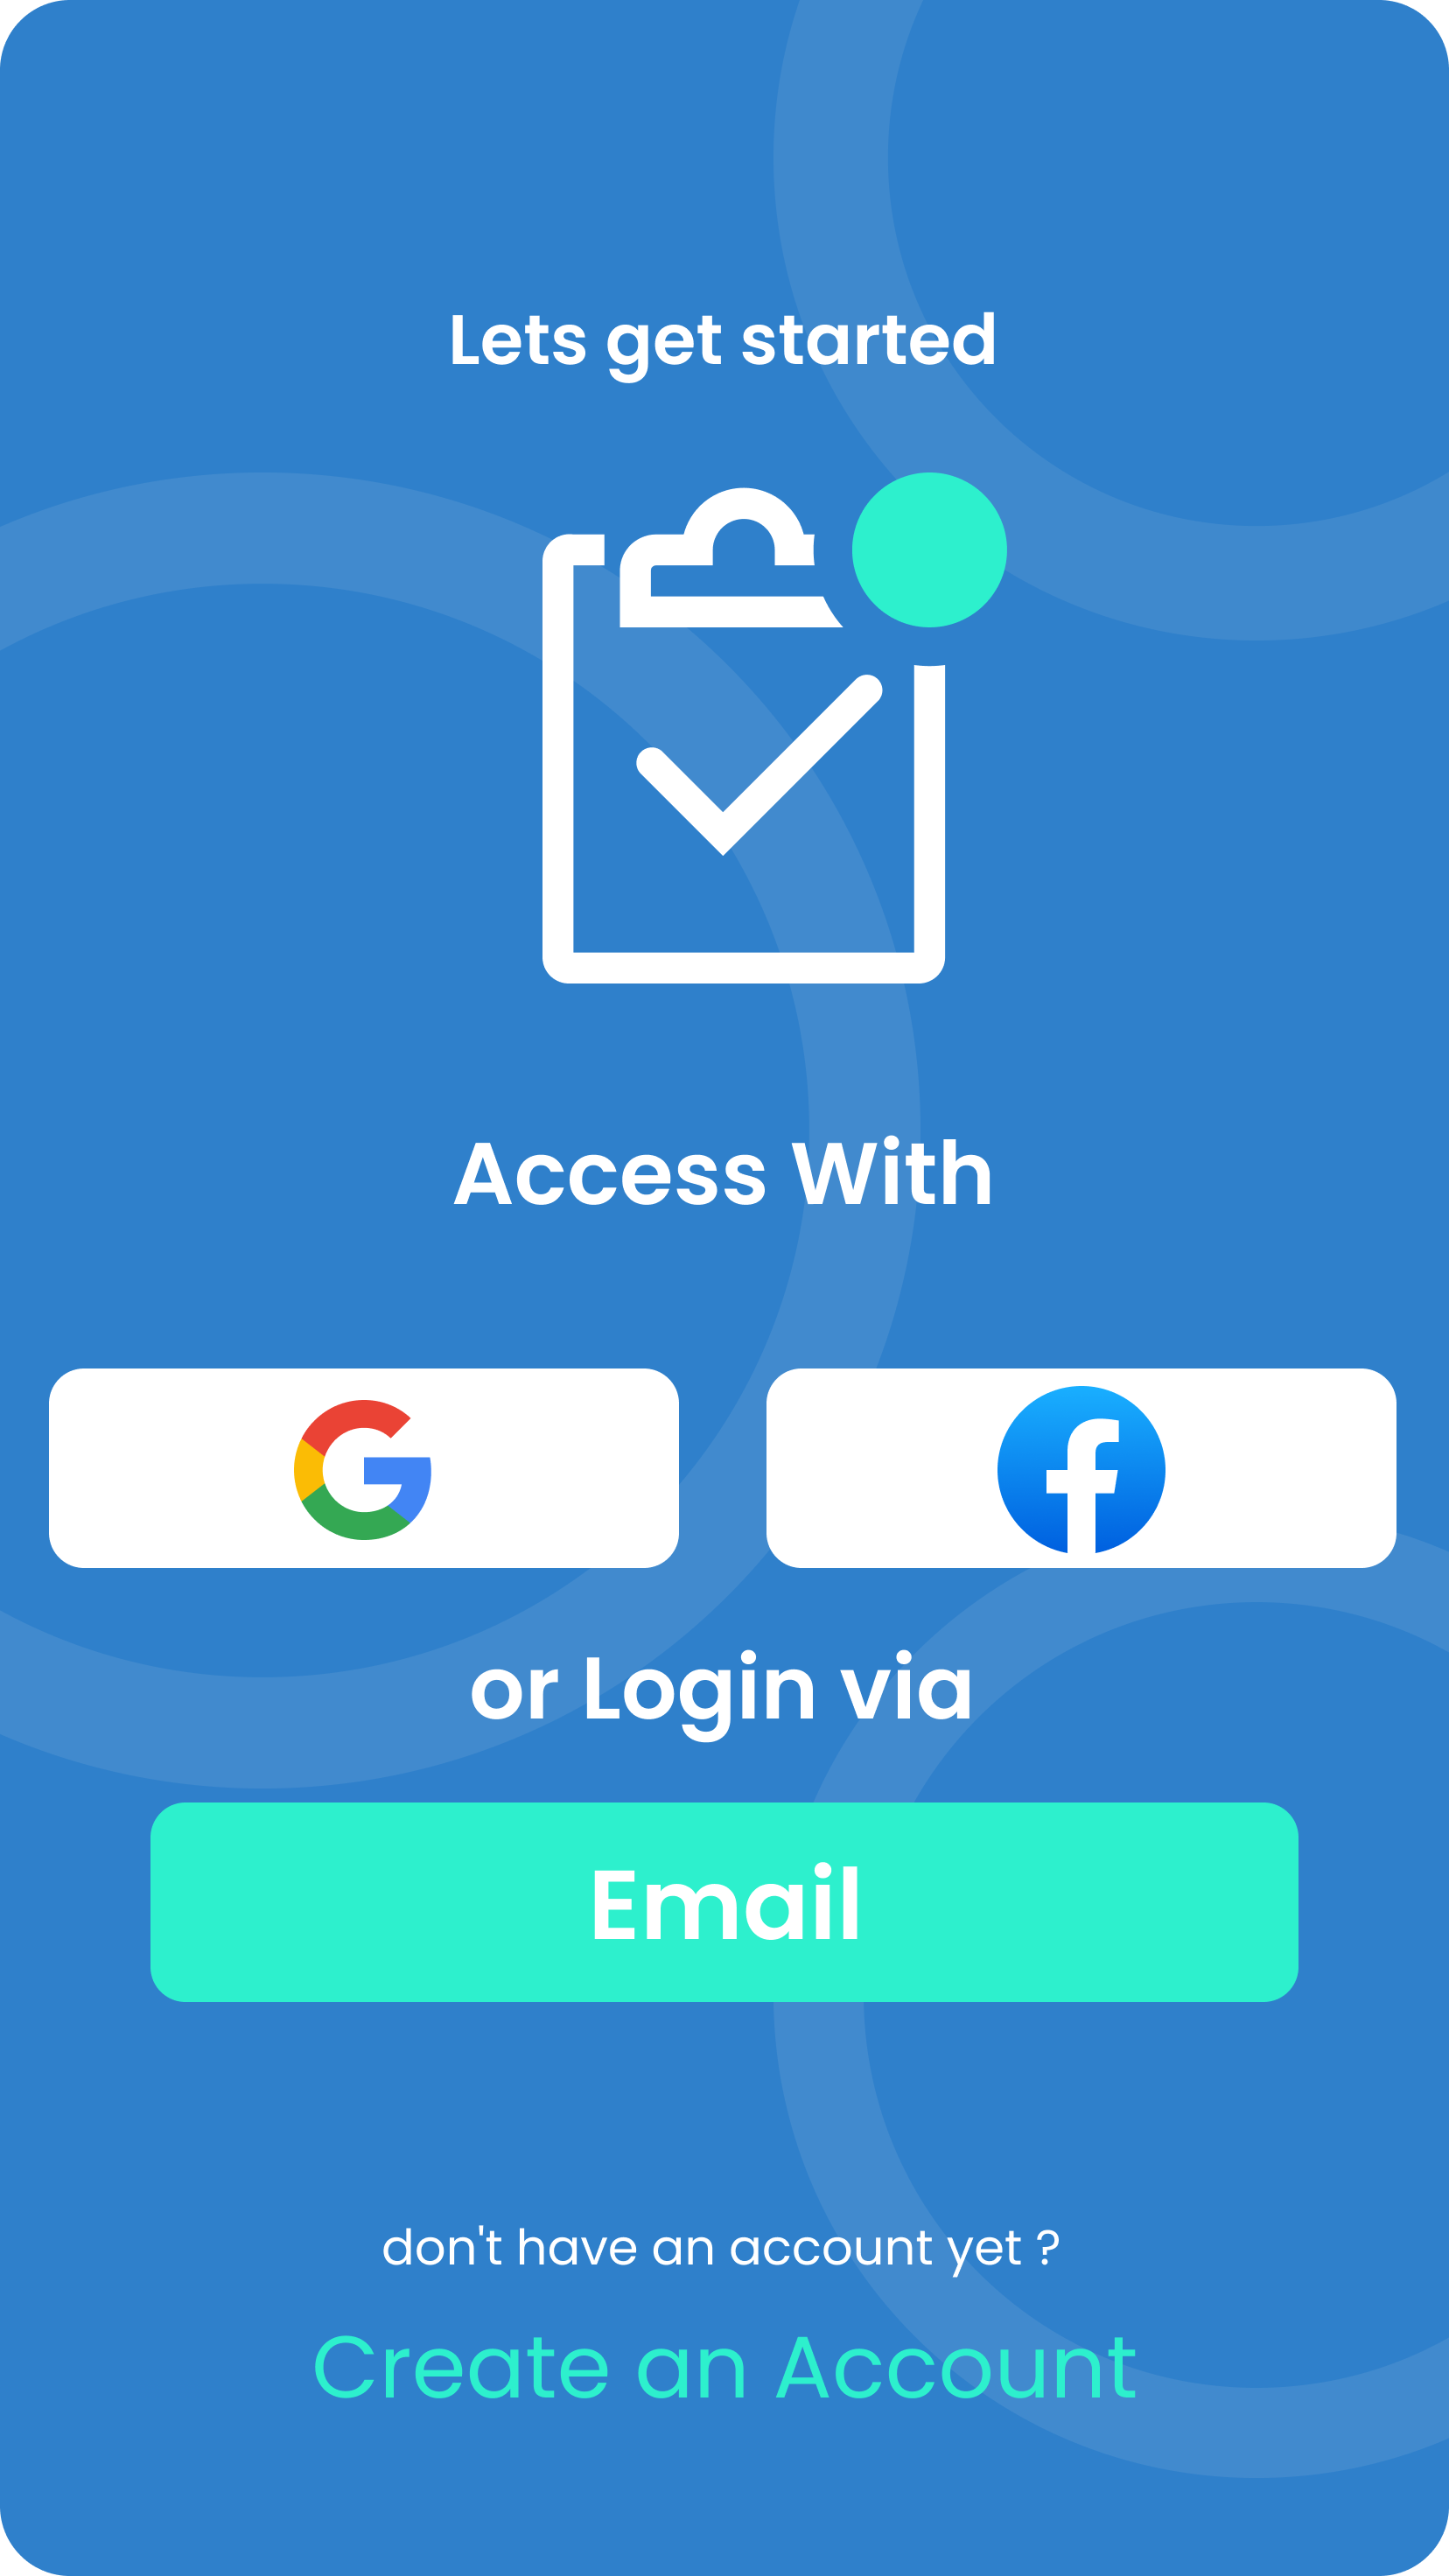 Lets get started
Access With
or Login via
Email
don't have an account yet ?
Create an Account